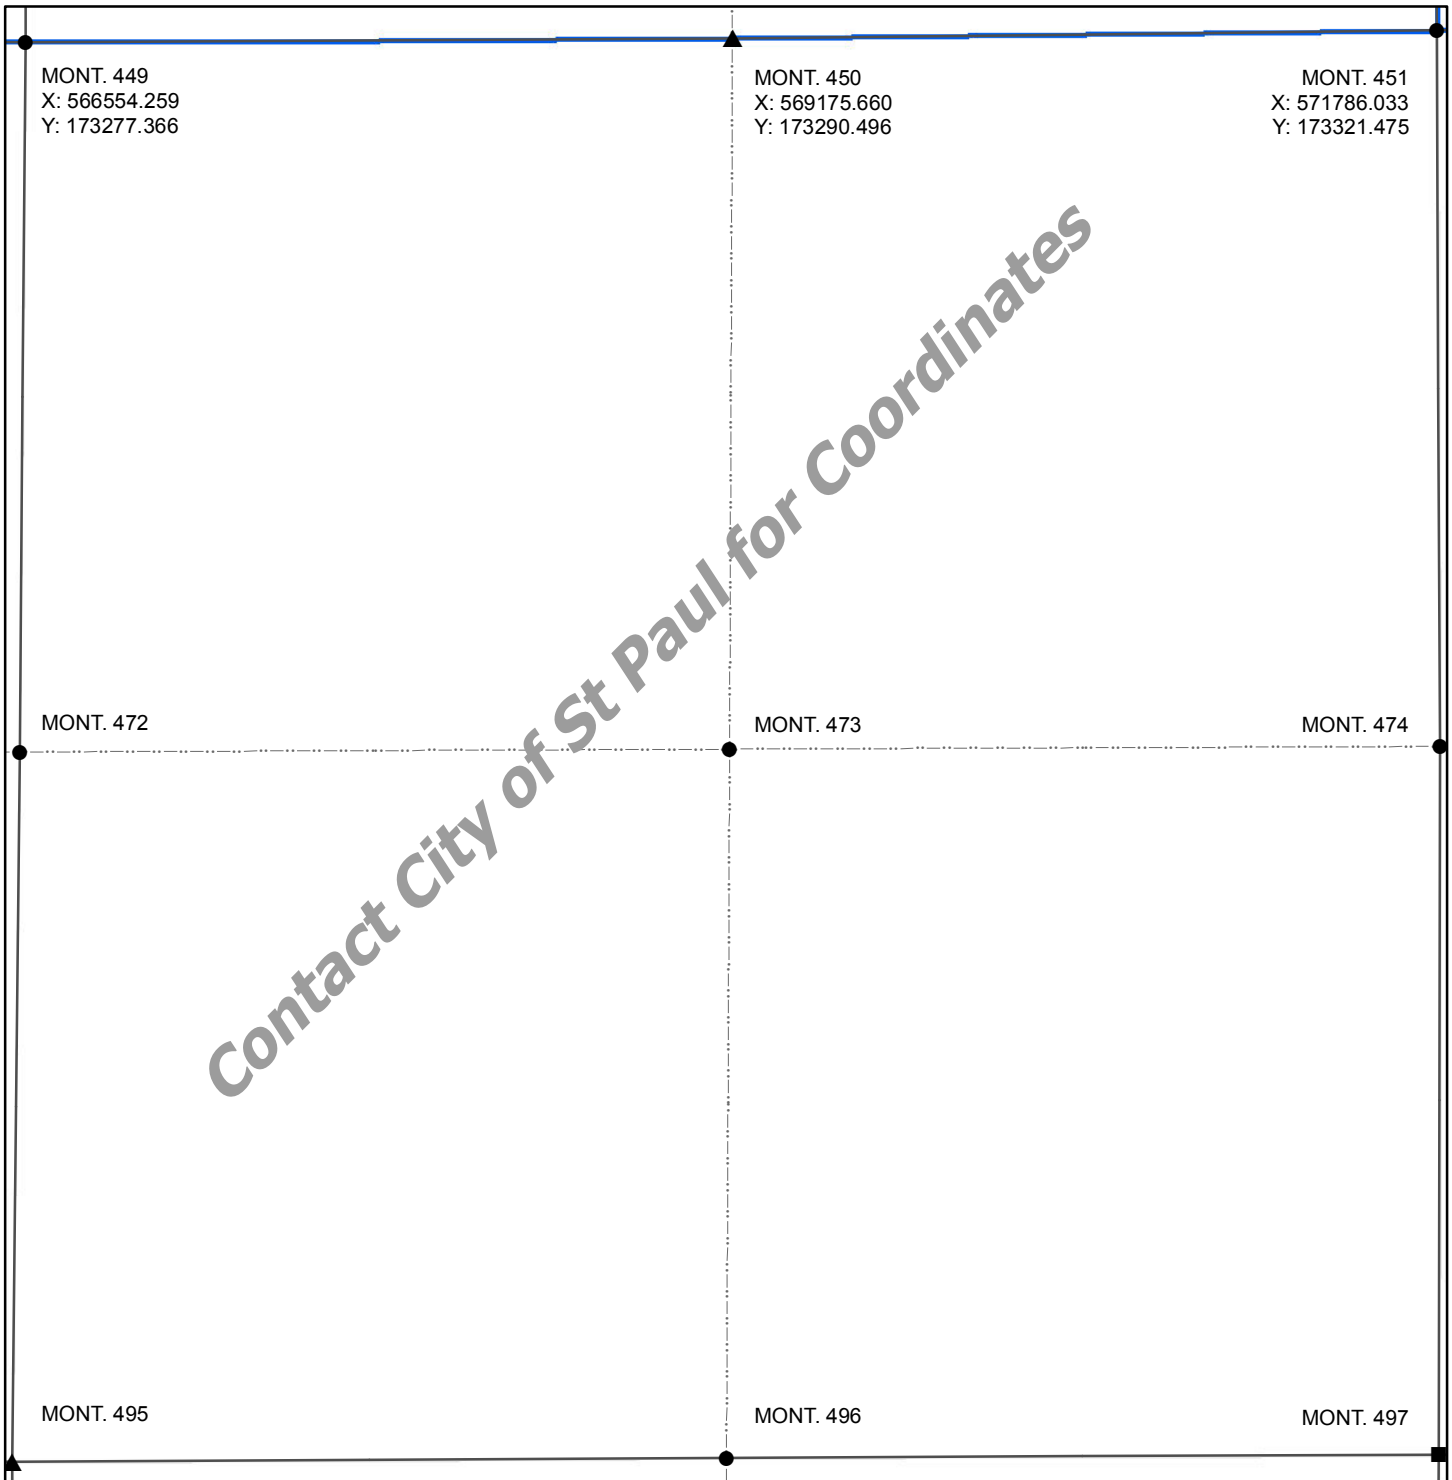 MONT. 449
X: 566554.259
Y: 173277.366
MONT. 450
X: 569175.660
Y: 173290.496
MONT. 451
X: 571786.033
Y: 173321.475
Contact City of St Paul for Coordinates
MONT. 472
MONT. 473
MONT. 474
MONT. 495
MONT. 496
MONT. 497